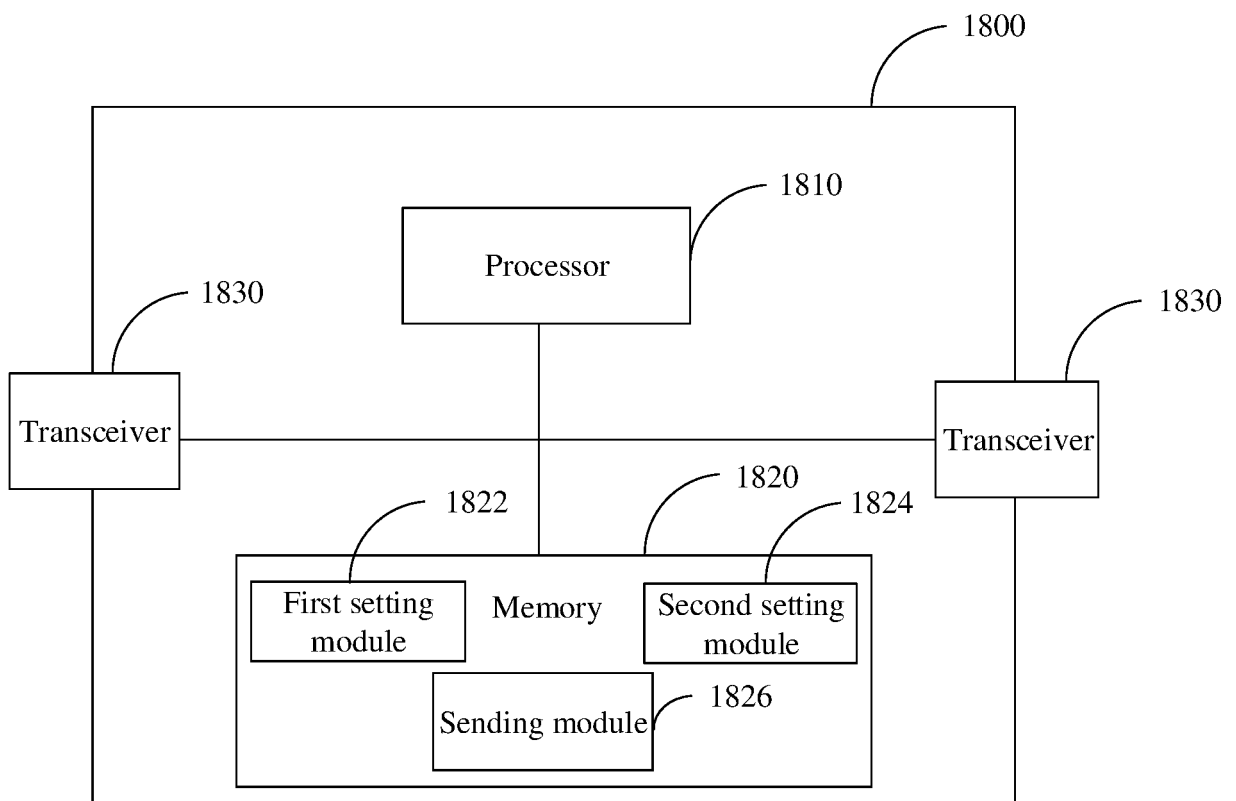 1800
1810
Processor
1830
1830
Transceiver
Transceiver
1820
1822
1824
First setting
module
Memory
Second setting
module
1826
Sending module